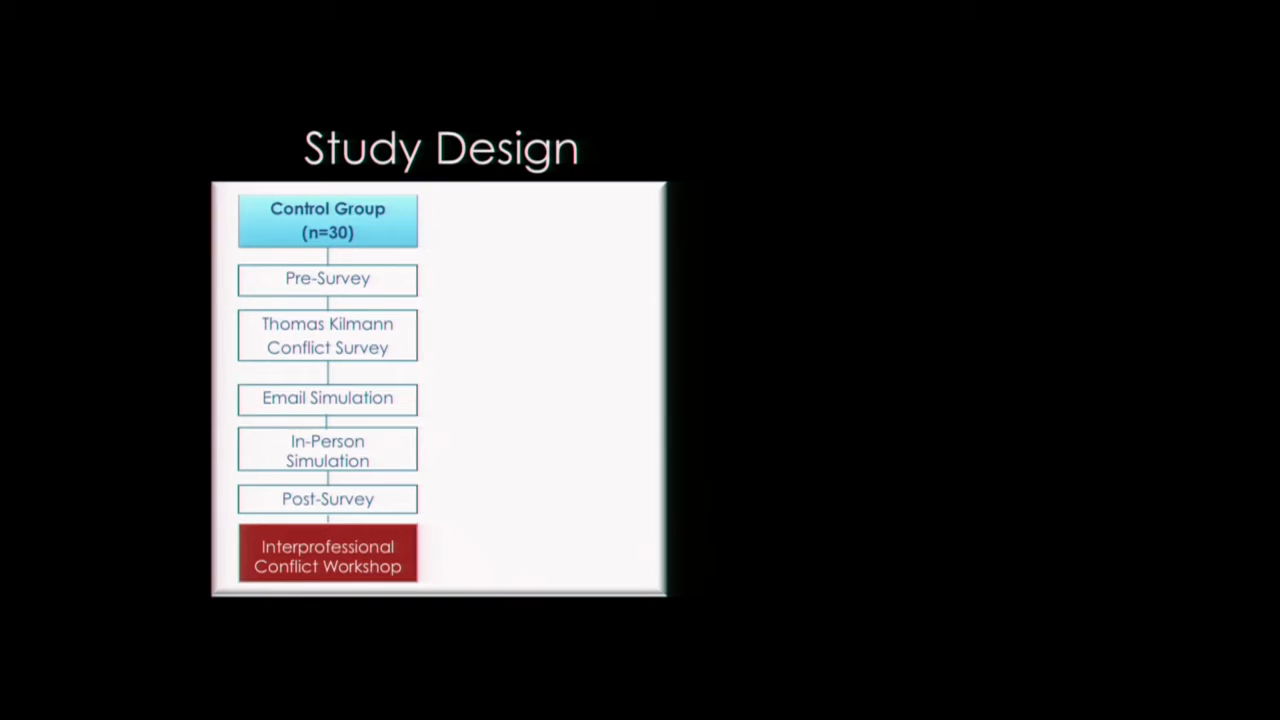 Study Design
Control Group
(n=30)
Pre-Survey
Thomas Kilmann
Conflict Survey
Email Simulation
In-Person
Simulation
Post-Survey
Interprofessional
Conflict Workshop